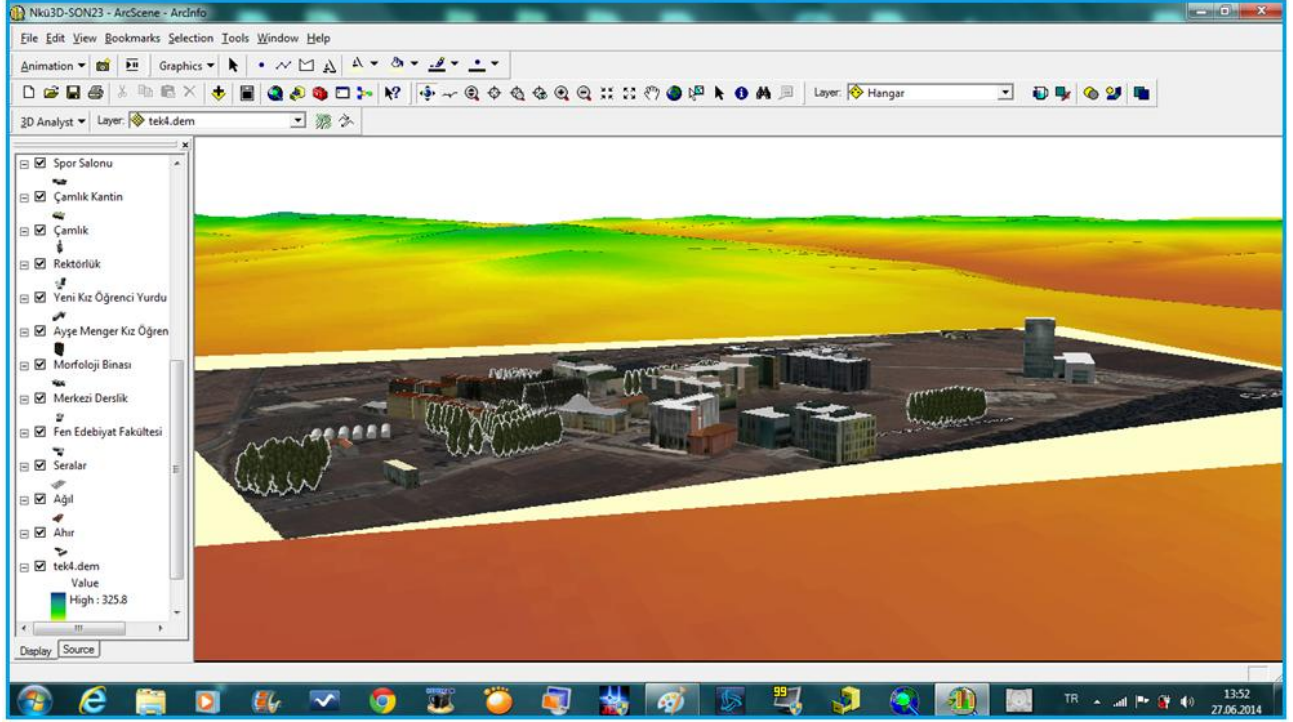 Nkü3D-SON23 - ArcScene - ArcInfo
File Edit View Bookmarks Selection Tools Window Help
Animation Graphics
Layer: Hangar
3D Analyst Layer: tek4.dem
Spor Salonu
Çamlık Kantin
Çamlık
Rektörlük
Yeni Kız Öğrenci Yurdu
Ayşe Menger Kız Öğren
Morfoloji Binası
Merkezi Derslik
Fen Edebiyat Fakültesi
Seralar
Ağıl
Ahır
tek4.dem
Value
High : 325.8
Display Source
99
TR
13:52
27.06.2014